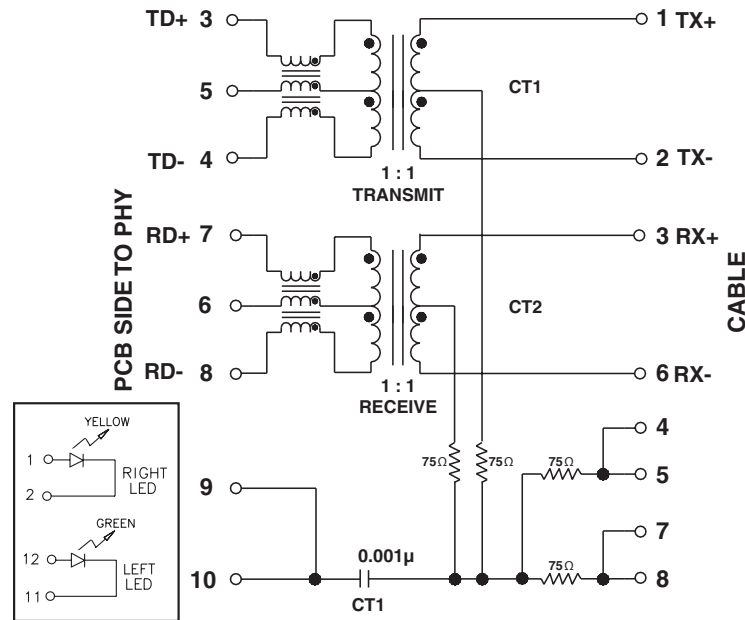 TD+ 3
1 TX+
5
CT1
TD- 4
2 TX-
1 : 1
TRANSMIT
PCB SIDE TO PHY
RD+ 7
3 RX+
6
CT2
CABLE
RD- 8
6 RX-
1 : 1
RECEIVE
YELLOW
1
2
RIGHT
LED
GREEN
12
11
LEFT
LED
75Ω
75Ω
75Ω
4
5
9
7
0.001µ
75Ω
10
8
CT1